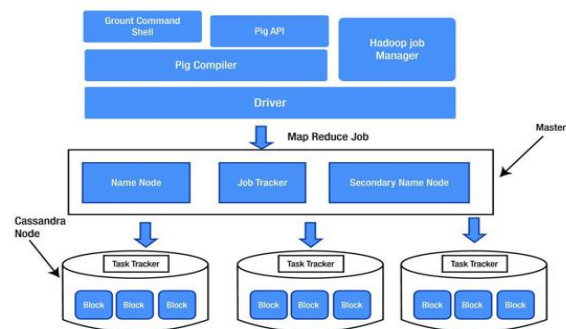 Grount Command
Shell
Pig API
Hadoop job
Manager
Pig Compiler
Driver
Map Reduce Job
Master
Name Node
Job Tracker
Secondary Name Node
Cassandra
Node
Task Tracker
Task Tracker
Task Tracker
Block Block Block
Block Block Block
Block Block Block